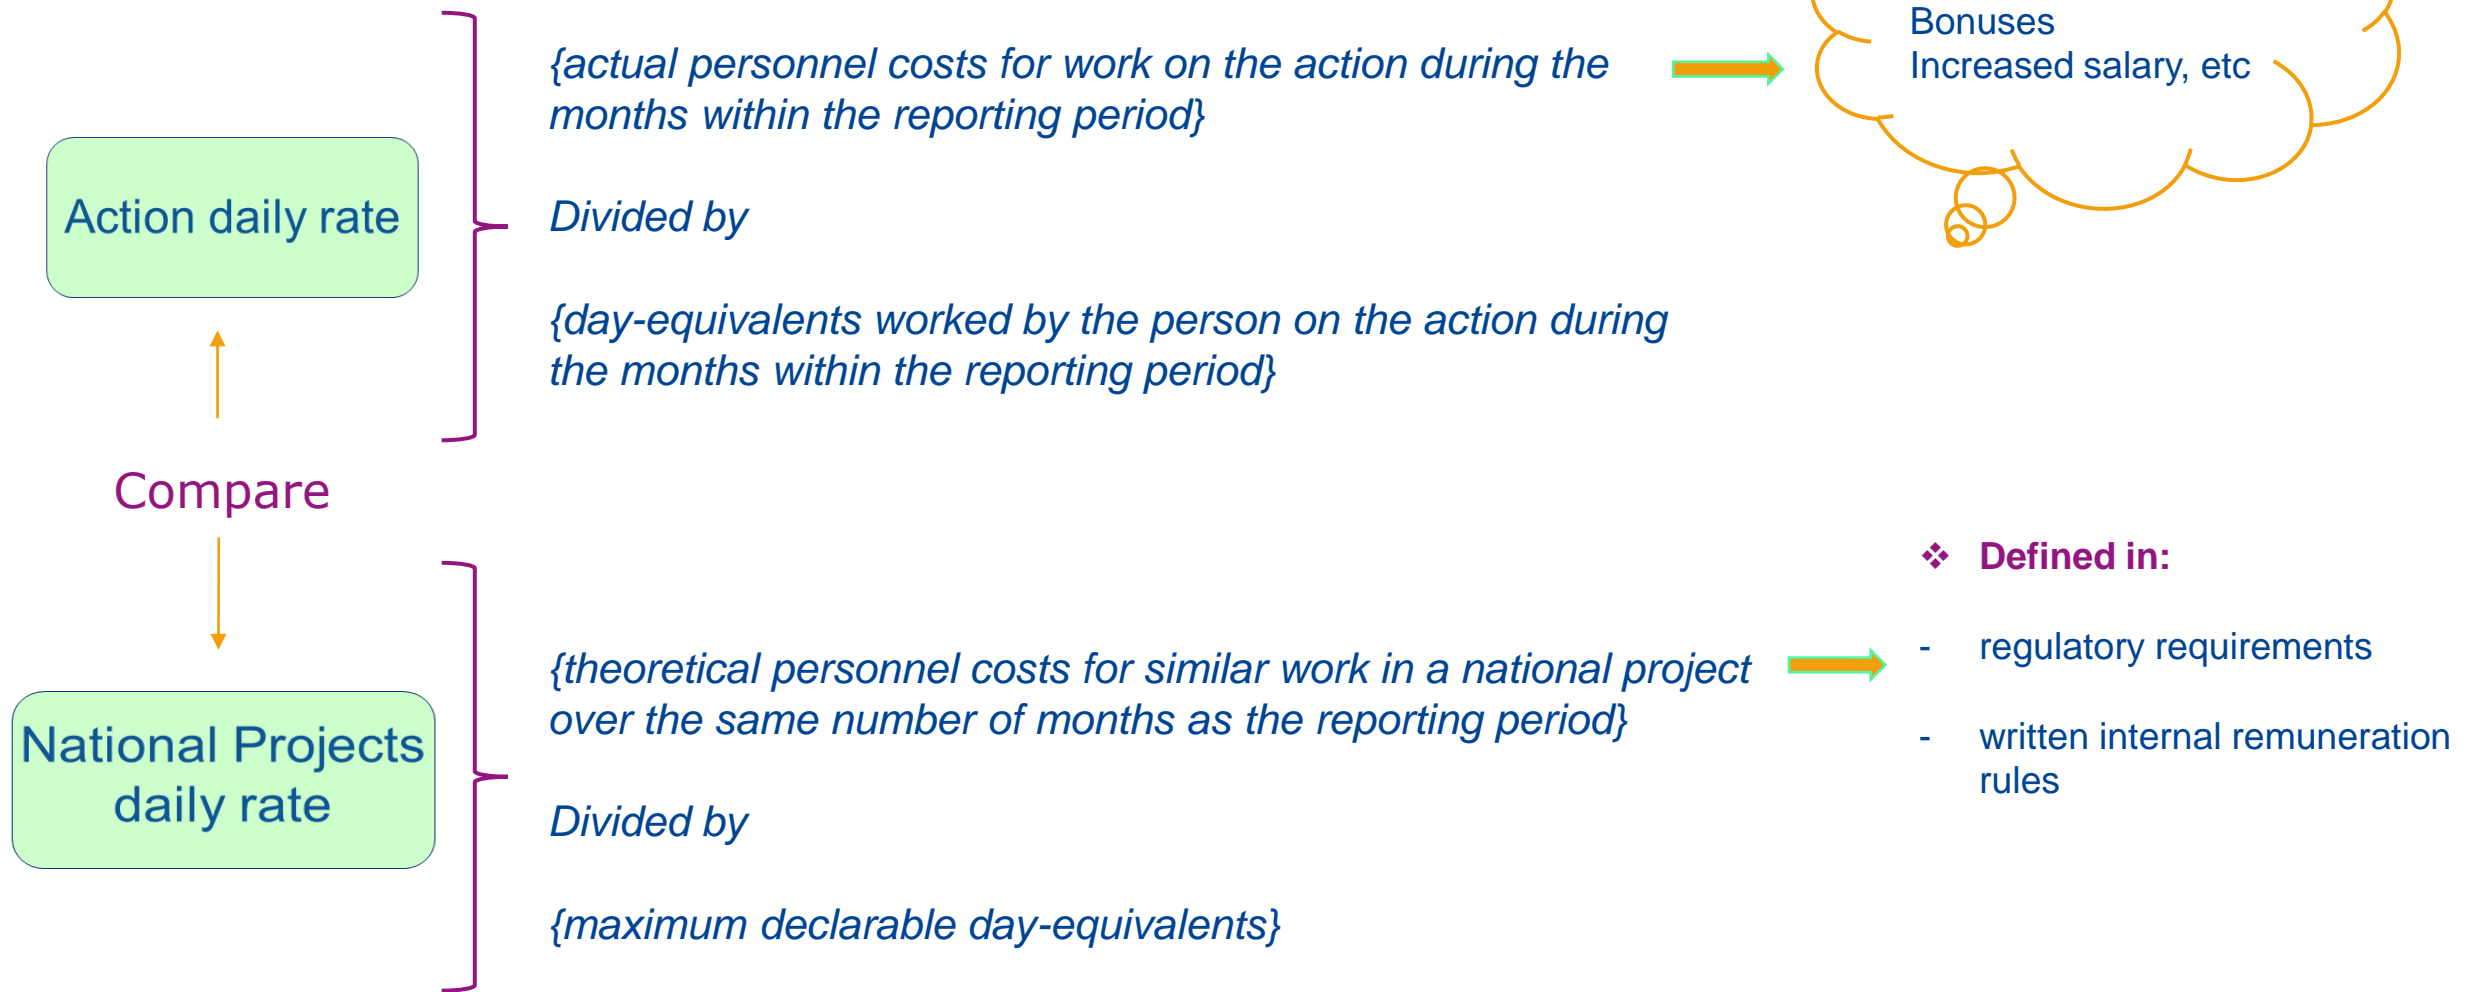 Bonuses
Increased salary, etc
{actual personnel costs for work on the action during the
months within the reporting period}
Action daily rate
Divided by
{day-equivalents worked by the person on the action during
the months within the reporting period}
Compare
❖ Defined in:
- regulatory requirements
- written internal remuneration
rules
{theoretical personnel costs for similar work in a national project
over the same number of months as the reporting period}
National Projects
daily rate
Divided by
{maximum declarable day-equivalents}